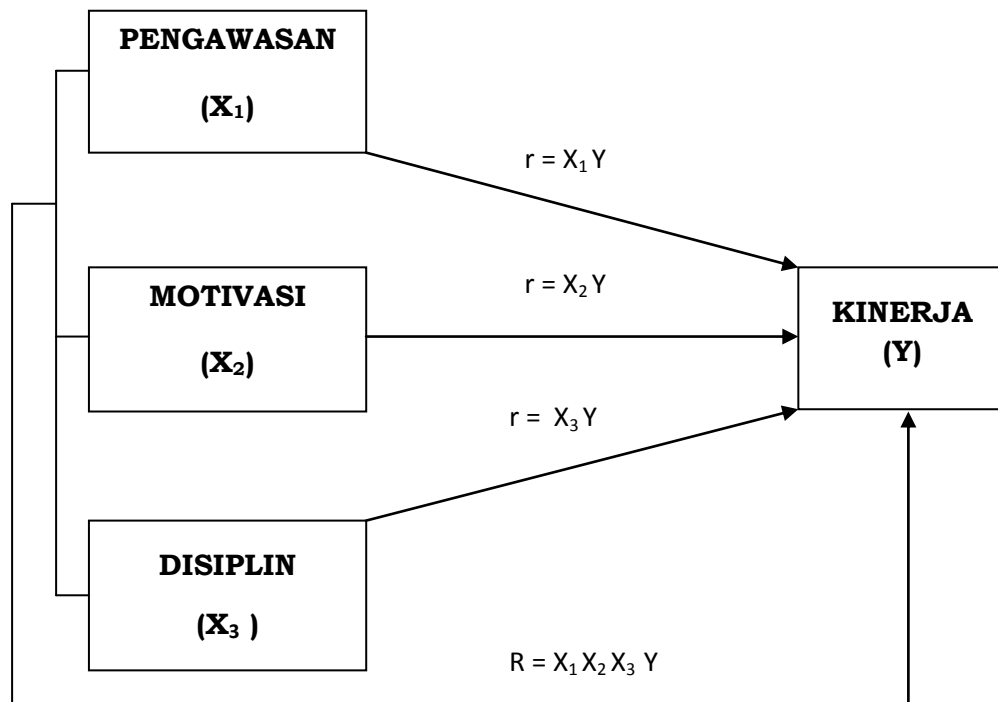 PENGAWASAN
(X₁)
r = X₁ Y
MOTIVASI
(X₂)
r = X₂ Y
KINERJA
(Y)
r =  X₃ Y
DISIPLIN
(X₃ )
R = X₁ X₂ X₃ Y